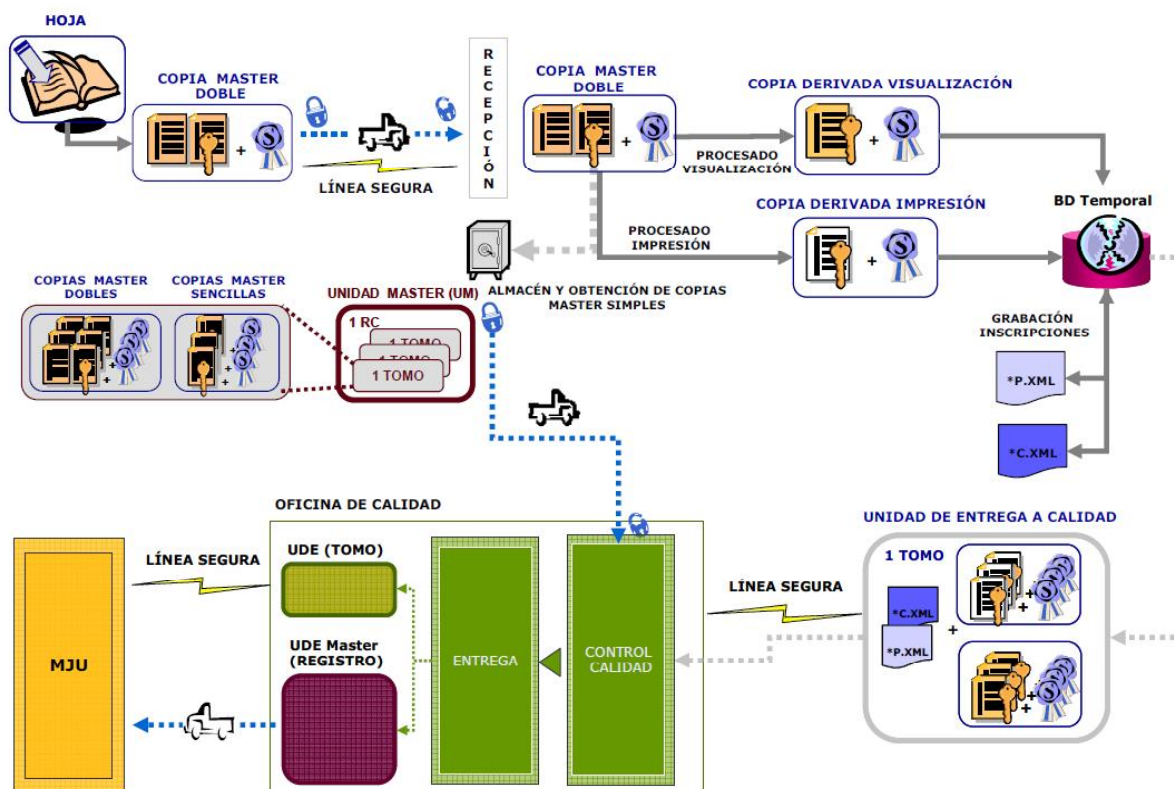 HOJA
COPIA MASTER
DOBLE
+
S
LÍNEA SEGURA
RECEPCIÓN
COPIA MASTER
DOBLE
+
S
PROCESADO
VISUALIZACIÓN
COPIA DERIVADA VISUALIZACIÓN
+
S
PROCESADO
IMPRESIÓN
COPIA DERIVADA IMPRESIÓN
+
S
BD Temporal
ALMACÉN Y OBTENCIÓN DE COPIAS
MASTER SIMPLES
GRABACIÓN
INSCRIPCIONES
*P.XML
*C.XML
COPIAS MASTER
DOBLES
+
+
+
S
S
S
COPIAS MASTER
SENCILLAS
+
+
+
S
S
S
UNIDAD MASTER (UM)
1 RC
1 TOMO
1 TOMO
1 TOMO
OFICINA DE CALIDAD
MJU
LÍNEA SEGURA
UDE (TOMO)
UDE Master
(REGISTRO)
ENTREGA
CONTROL
CALIDAD
LÍNEA SEGURA
UNIDAD DE ENTREGA A CALIDAD
1 TOMO
*C.XML
*P.XML
+
+
+
+
S
+
+
+
S